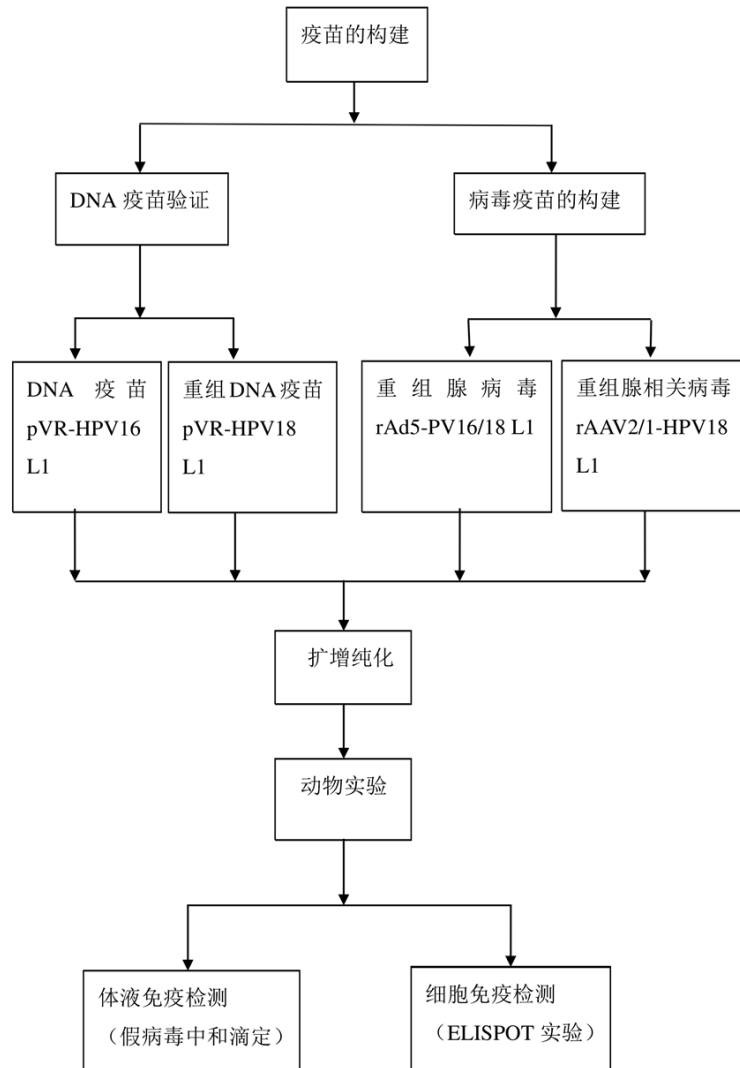 疫苗的构建
DNA 疫苗验证
病毒疫苗的构建
DNA 疫苗
pVR-HPV16
L1
重组 DNA 疫苗
pVR-HPV18
L1
重组腺病毒
rAd5-PV16/18 L1
重组腺相关病毒
rAAV2/1-HPV18
L1
扩增纯化
动物实验
体液免疫检测
（假病毒中和滴定）
细胞免疫检测
（ELISPOT 实验）